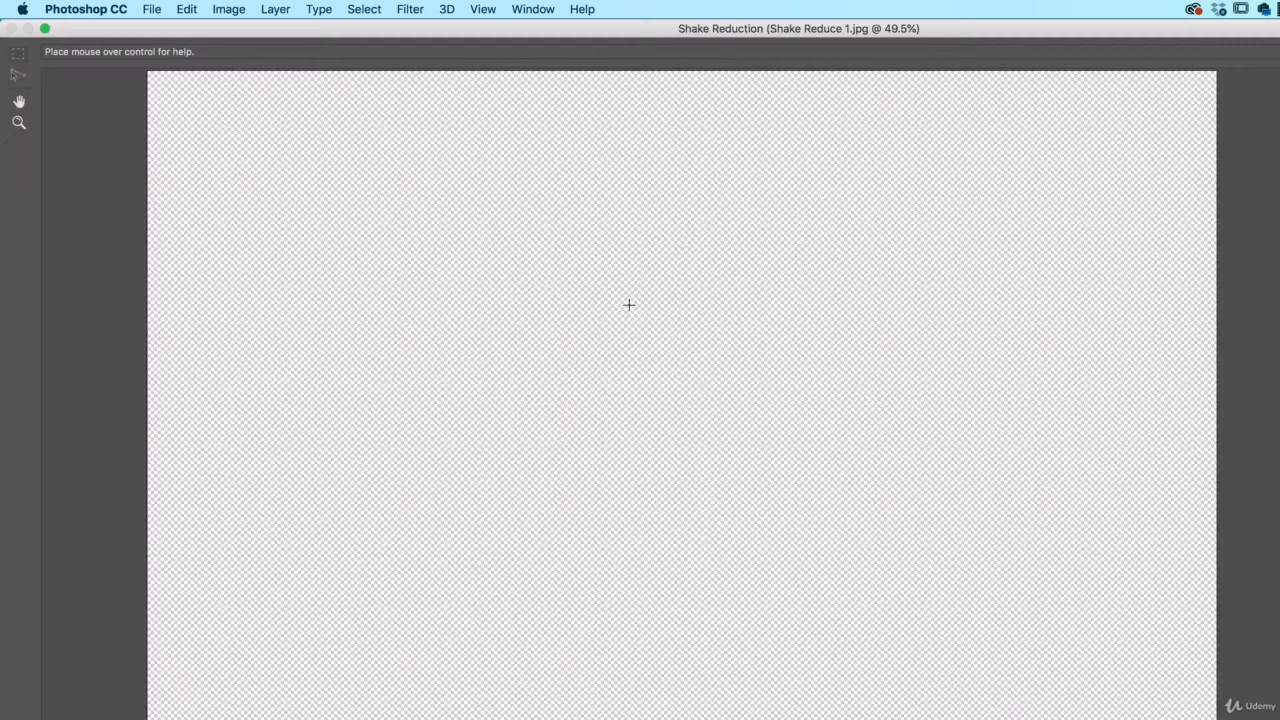 Photoshop CC File Edit Image Layer Type Select Filter 3D View Window Help
Shake Reduction (Shake Reduce 1.jpg @ 49.5%)
Place mouse over control for help.
Udemy